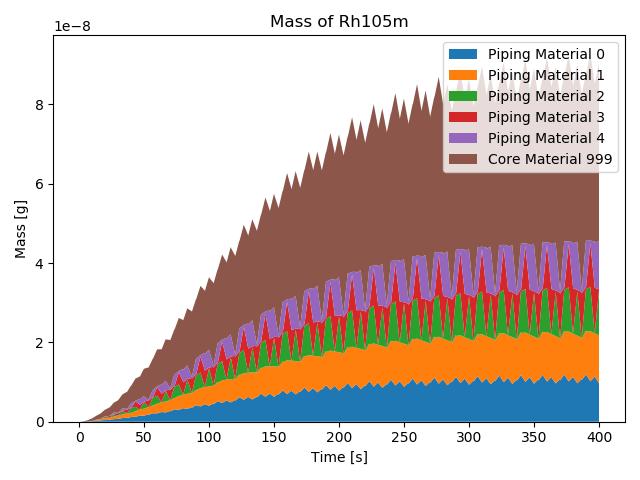 Mass of Rh105m
1e−8
Piping Material 0
Piping Material 1
Piping Material 2
Piping Material 3
Piping Material 4
Core Material 999
8
6
4
2
0
Mass [g]
0 50 100 150 200 250 300 350 400
Time [s]